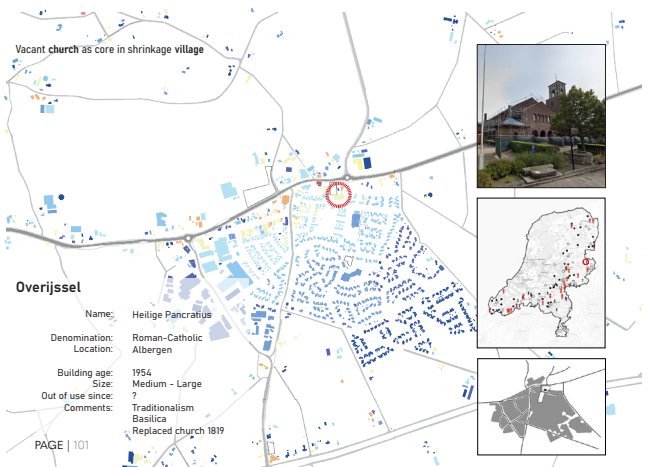 Vacant church as core in shrinkage village
Overijssel
Name: Heilige Pancratius
Denomination: Roman-Catholic
Location: Albergen
Building age: 1954
Size: Medium - Large
Out of use since: ?
Comments: Traditionalism
Basilica
Replaced church 1819
PAGE | 101